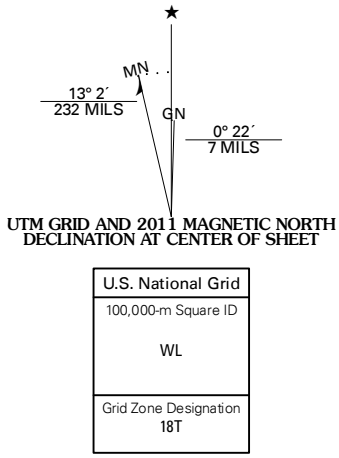 ★
MN
13° 2´
232 MILS
GN
0° 22´
7 MILS
UTM GRID AND 2011 MAGNETIC NORTH
DECLINATION AT CENTER OF SHEET
U.S. National Grid
100,000-m Square ID
WL
Grid Zone Designation
18T